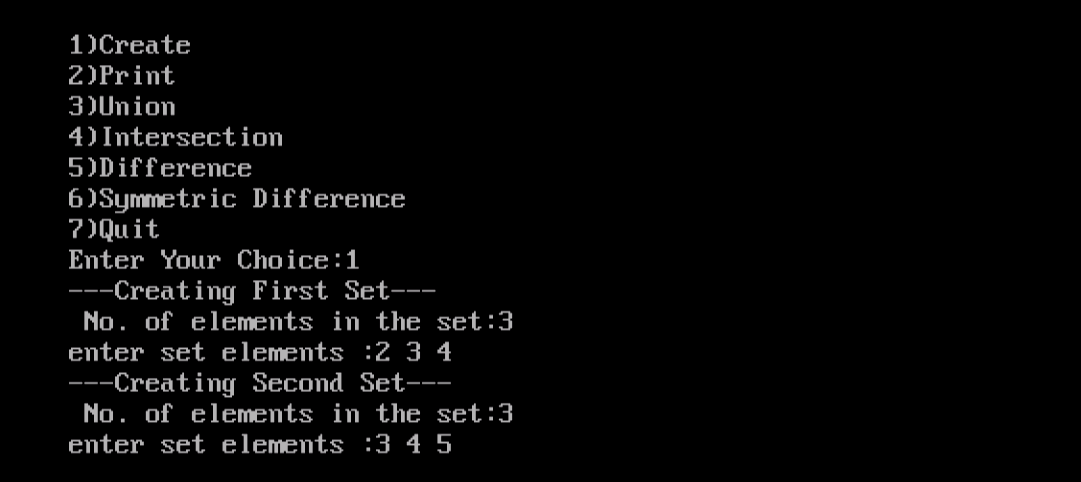 1)Create
2)Print
3)Union
4)Intersection
5)Difference
6)Symmetric Difference
7)Quit
Enter Your Choice:1
---Creating First Set---
 No. of elements in the set:3
enter set elements :2 3 4
---Creating Second Set---
 No. of elements in the set:3
enter set elements :3 4 5